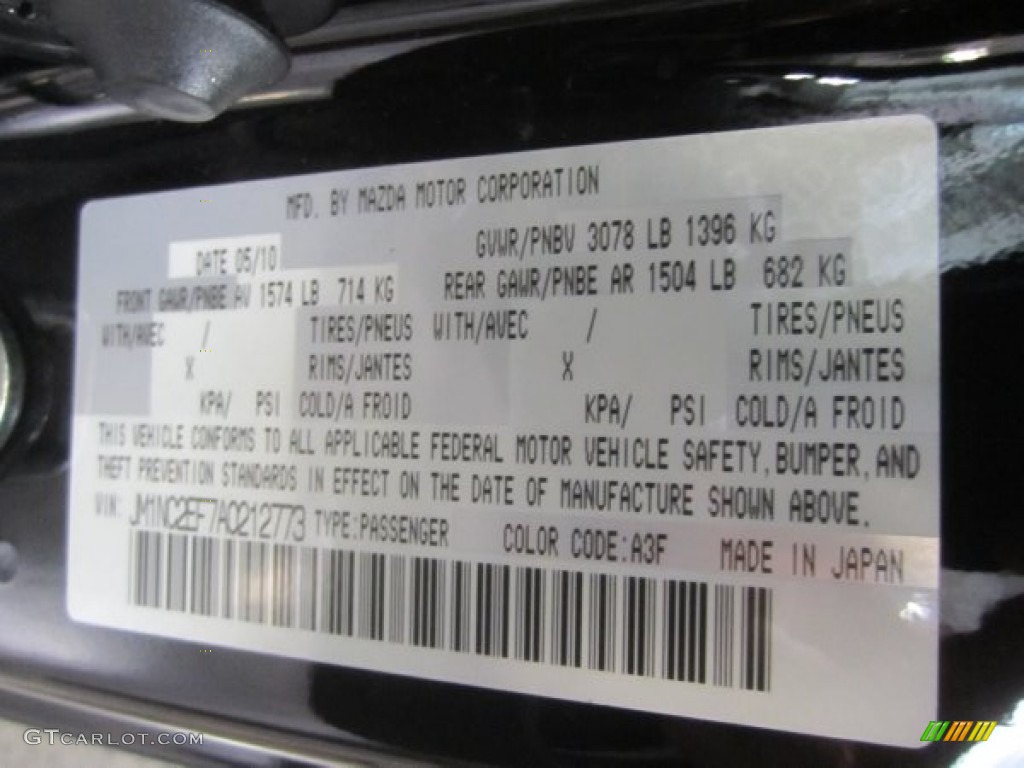 MFD. BY MAZDA MOTOR CORPORATION
DATE 05/10 GVWR/PNBV 3078 LB 1396 KG
FRONT GAWR/PNBE AV 1574 LB 714 KG REAR GAWR/PNBE AR 1504 LB 682 KG
WITH/AVEC / TIRES/PNEUS WITH/AVEC / TIRES/PNEUS
X RIMS/JANTES X RIMS/JANTES
KPA/ PSI COLD/A FROID KPA/ PSI COLD/A FROID
THIS VEHICLE CONFORMS TO ALL APPLICABLE FEDERAL MOTOR VEHICLE SAFETY, BUMPER, AND
THEFT PREVENTION STANDARDS IN EFFECT ON THE DATE OF MANUFACTURE SHOWN ABOVE.
VIN: JM1NC2EF7A0212773 TYPE:PASSENGER COLOR CODE:A3F MADE IN JAPAN
GTCARLOT.COM